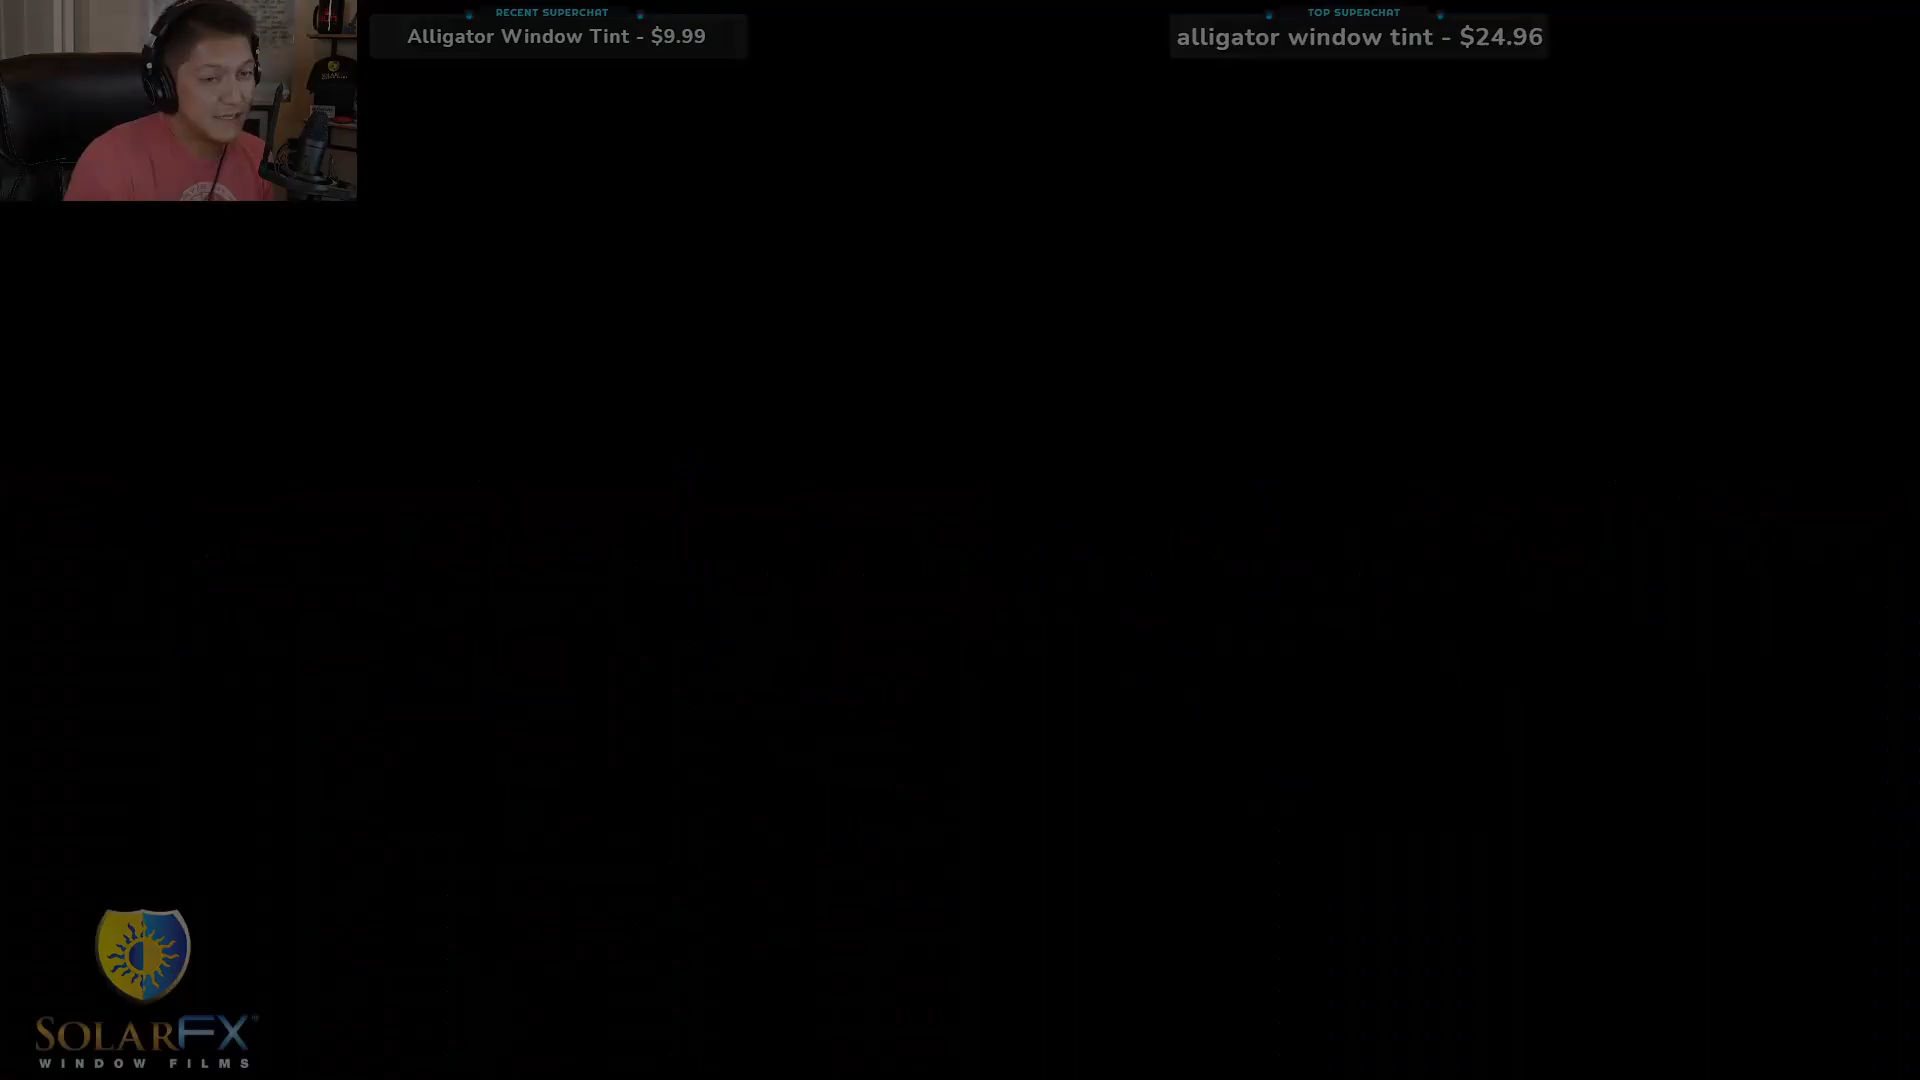 RECENT SUPERCHAT
Alligator Window Tint - $9.99
TOP SUPERCHAT
alligator window tint - $24.96
SOLARFX®
WINDOW FILMS